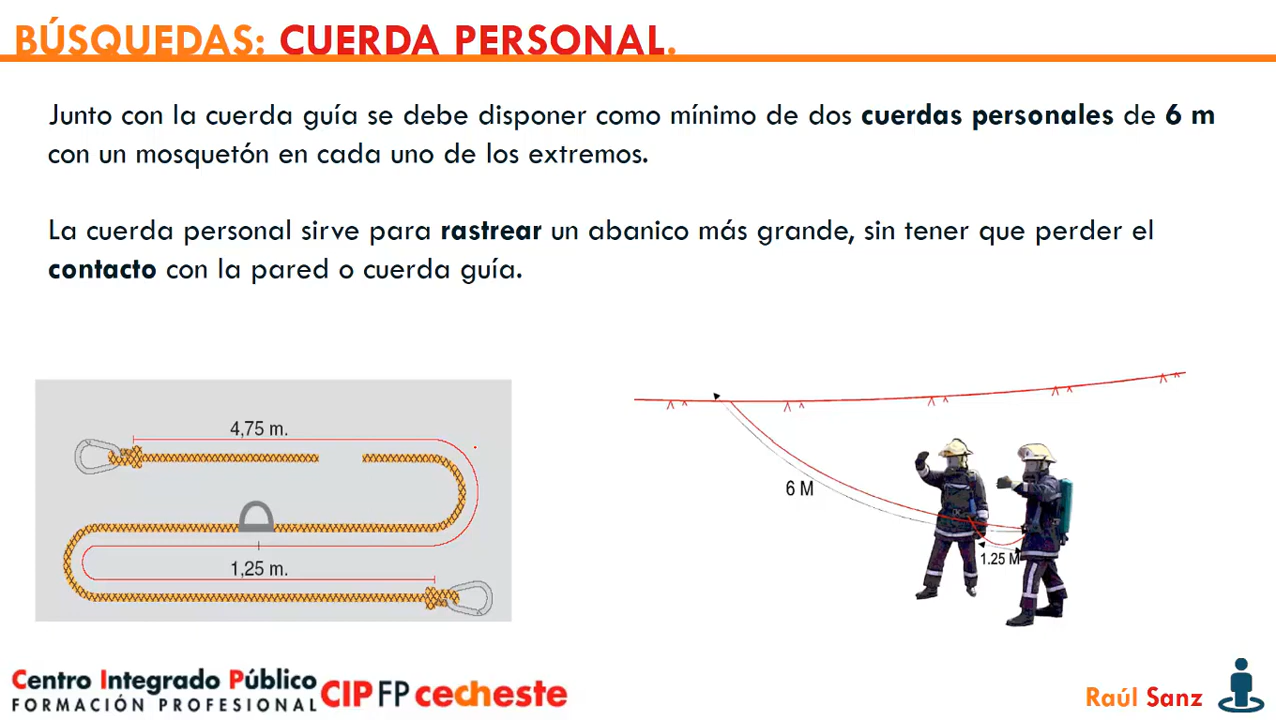 BÚSQUEDAS: CUERDA PERSONAL.
Junto con la cuerda guía se debe disponer como mínimo de dos cuerdas personales de 6 m
con un mosquetón en cada uno de los extremos.
La cuerda personal sirve para rastrear un abanico más grande, sin tener que perder el
contacto con la pared o cuerda guía.
4,75 m.
1,25 m.
6 M
1.25 M
Centro Integrado Público
FORMACIÓN PROFESIONAL
CIP FP cecheste
Raúl Sanz